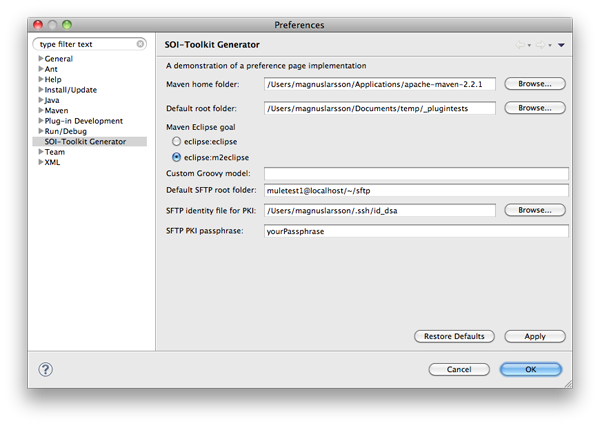 Preferences
type filter text
General
Ant
Help
Install/Update
Java
Maven
Plug-in Development
Run/Debug
SOI-Toolkit Generator
Team
XML
SOI-Toolkit Generator
A demonstration of a preference page implementation
Maven home folder: /Users/magnuslarsson/Applications/apache-maven-2.2.1 Browse...
Default root folder: /Users/magnuslarsson/Documents/temp/_plugintests Browse...
Maven Eclipse goal
eclipse:eclipse
eclipse:m2eclipse
Custom Groovy model:
Default SFTP root folder: muletest1@localhost/~/sftp
SFTP identity file for PKI: /Users/magnuslarsson/.ssh/id_dsa Browse...
SFTP PKI passphrase: yourPassphrase
Restore Defaults Apply
? Cancel OK